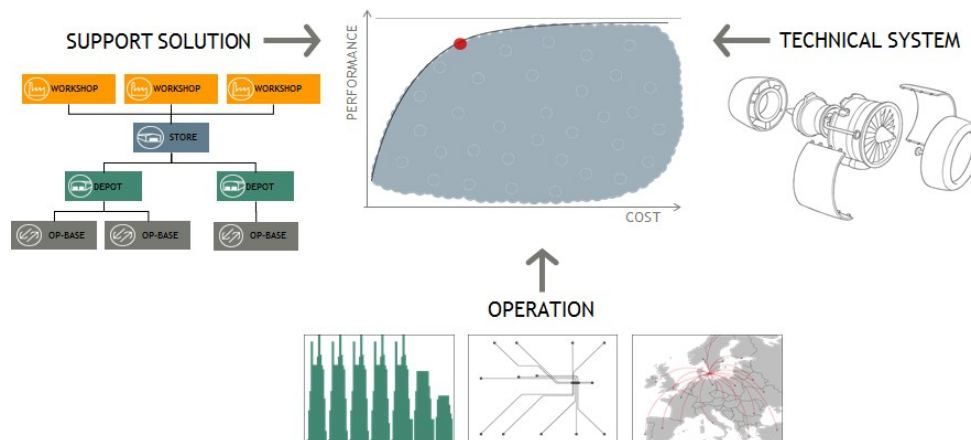 SUPPORT SOLUTION
TECHNICAL SYSTEM
PERFORMANCE
COST
WORKSHOP
WORKSHOP
WORKSHOP
STORE
DEPOT
DEPOT
OP-BASE
OP-BASE
OP-BASE
OPERATION